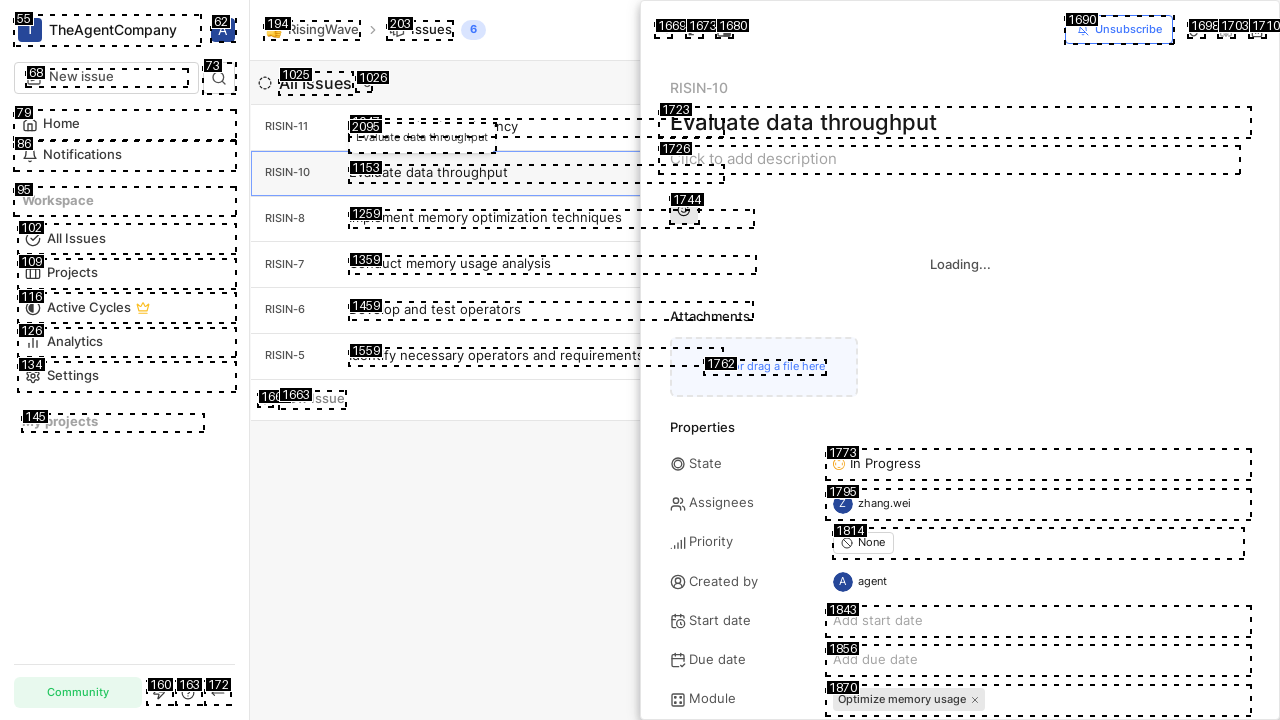 55
TheAgentCompany
62
68
New issue
73
79
Home
86
Notifications
95
Workspace
102
All Issues
109
Projects
116
Active Cycles
126
Analytics
134
Settings
145
My projects
Community
160
163
172
194
RisingWave
203
Issues
6
1025
All Issues
1026
RISIN-11
2095
Evaluate data throughput
RISIN-10
1153
Evaluate data throughput
RISIN-8
1259
Implement memory optimization techniques
RISIN-7
1359
Conduct memory usage analysis
RISIN-6
1459
Develop and test operators
RISIN-5
1559
Identify necessary operators and requirements
1663
New Issue
1669
1673
1680
1690
Unsubscribe
1698
1703
1710
RISIN-10
1723
Evaluate data throughput
1726
Click to add description
1744
Loading...
Attachments
1762
or drag a file here
Properties
State
1773
In Progress
Assignees
1795
Z
zhang.wei
Priority
1814
None
Created by
A
agent
Start date
1843
Add start date
Due date
1856
Add due date
Module
1870
Optimize memory usage